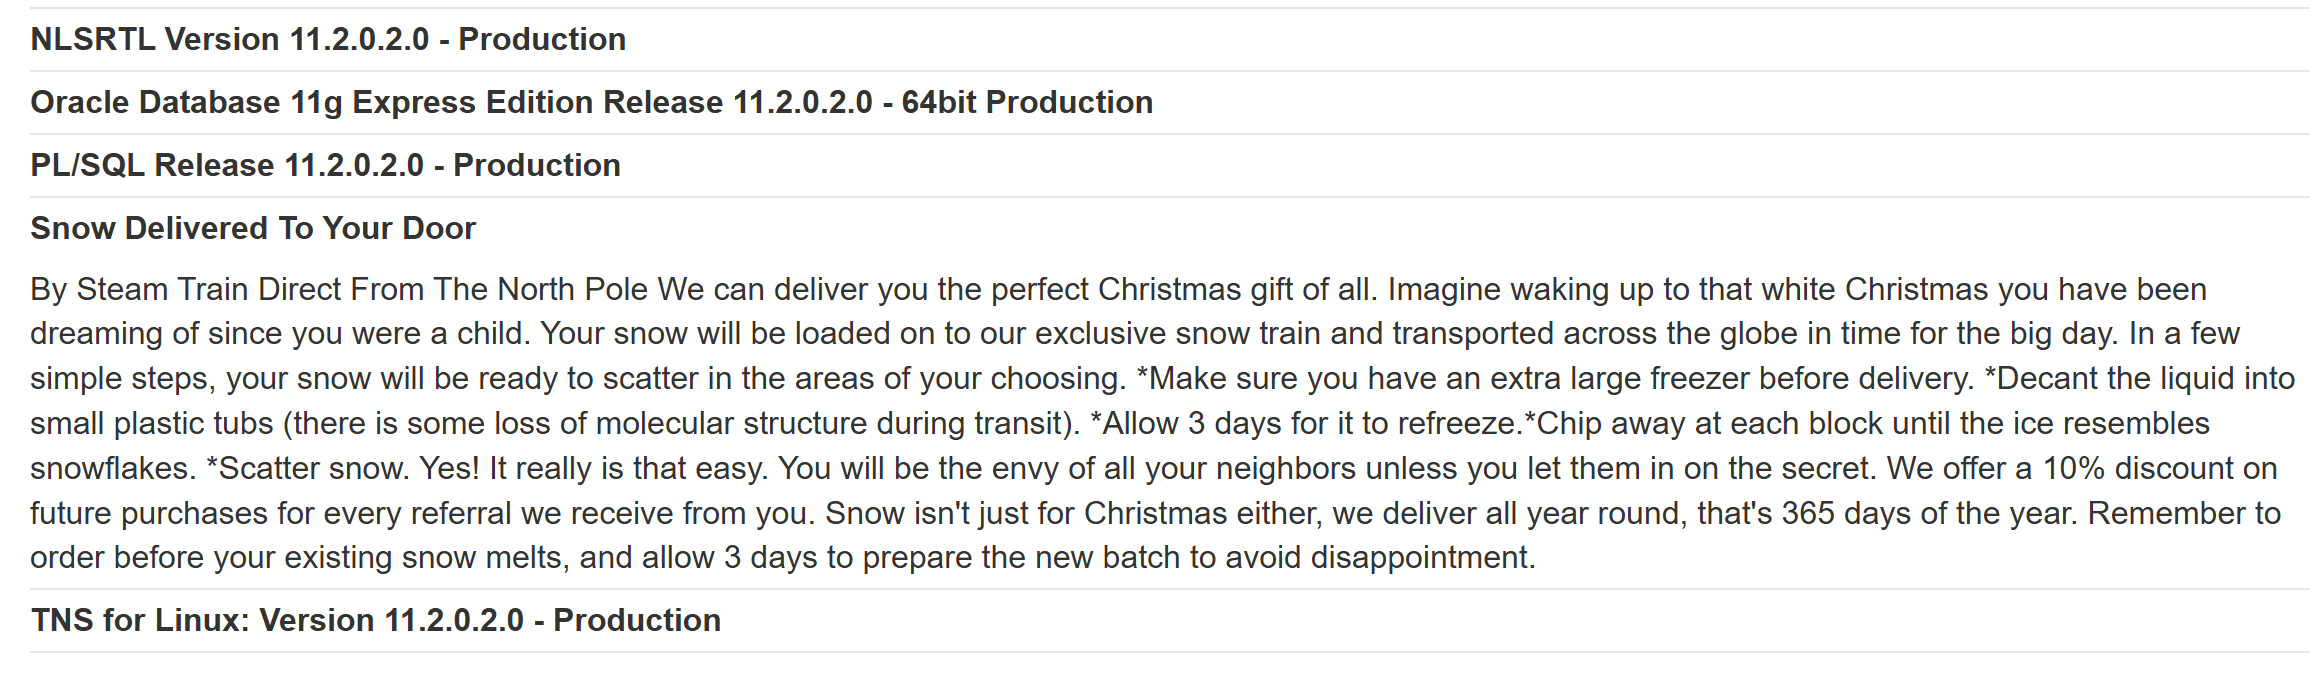 NLSRTL Version 11.2.0.2.0 - Production
Oracle Database 11g Express Edition Release 11.2.0.2.0 - 64bit Production
PL/SQL Release 11.2.0.2.0 - Production
Snow Delivered To Your Door
By Steam Train Direct From The North Pole We can deliver you the perfect Christmas gift of all. Imagine waking up to that white Christmas you have been
dreaming of since you were a child. Your snow will be loaded on to our exclusive snow train and transported across the globe in time for the big day. In a few
simple steps, your snow will be ready to scatter in the areas of your choosing. *Make sure you have an extra large freezer before delivery. *Decant the liquid into
small plastic tubs (there is some loss of molecular structure during transit). *Allow 3 days for it to refreeze.*Chip away at each block until the ice resembles
snowflakes. *Scatter snow. Yes! It really is that easy. You will be the envy of all your neighbors unless you let them in on the secret. We offer a 10% discount on
future purchases for every referral we receive from you. Snow isn't just for Christmas either, we deliver all year round, that's 365 days of the year. Remember to
order before your existing snow melts, and allow 3 days to prepare the new batch to avoid disappointment.
TNS for Linux: Version 11.2.0.2.0 - Production